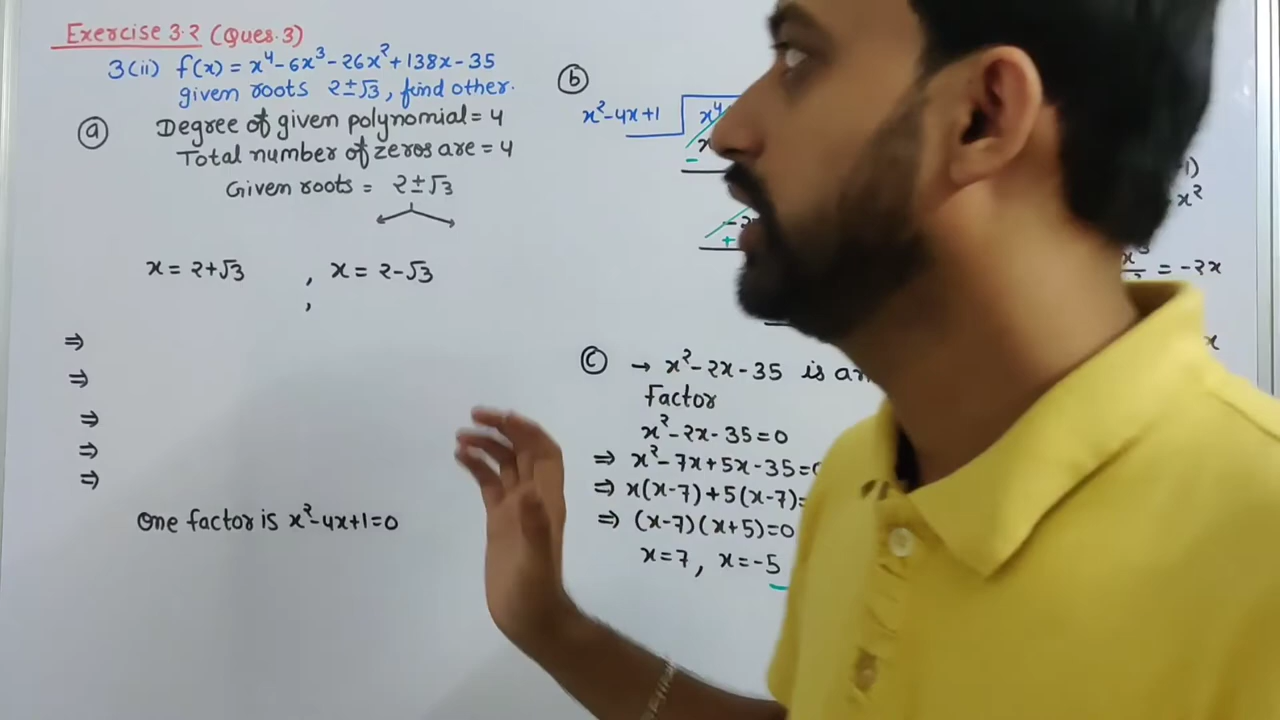 Exercise 3.2 (Ques.3)
3(ii) f(x) = x⁴-6x³-26x²+138x-35
given roots 2±√3, find other.
(a) Degree of given polynomial = 4
Total number of zeros are = 4
Given roots = 2±√3
x = 2+√3 , x = 2-√3
,
⇒
⇒
⇒
⇒
⇒
One factor is x²-4x+1=0
(b)
x²-4x+1 x⁴
-
+
x²
= -2x
x
(c) → x²-2x-35 is
Factor
x²-2x-35=0
⇒ x²-7x+5x-35=0
⇒ x(x-7)+5(x-7)=
⇒ (x-7)(x+5)=0
x=7, x=-5